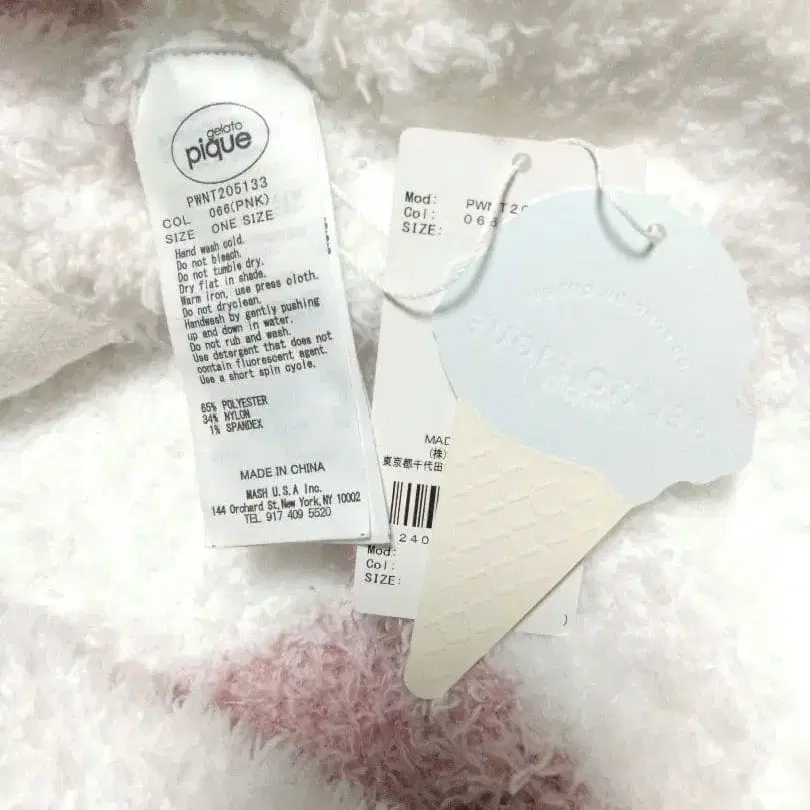 gelato
pique
PWNT205133
COL 066(PNK)
SIZE ONE SIZE
Hand wash cold.
Do not bleach.
Do not tumble dry.
Dry flat in shade.
Warm iron, use press cloth.
Do not dryclean.
Handwash by gently pushing
up and down in water.
Do not rub and wash.
Use detergent that does not
contain fluorescent agent.
Use a short spin cycle.
65% POLYESTER
34% NYLON
1% SPANDEX
MADE IN CHINA
MASH U.S.A Inc.
144 Orchard St,New York,NY 10002
TEL 917 409 5520
Mod: PWNT20
Col: 066
SIZE:
MAD
(株)
東京都千代田
240
Mod:
Col:
SIZE:
)